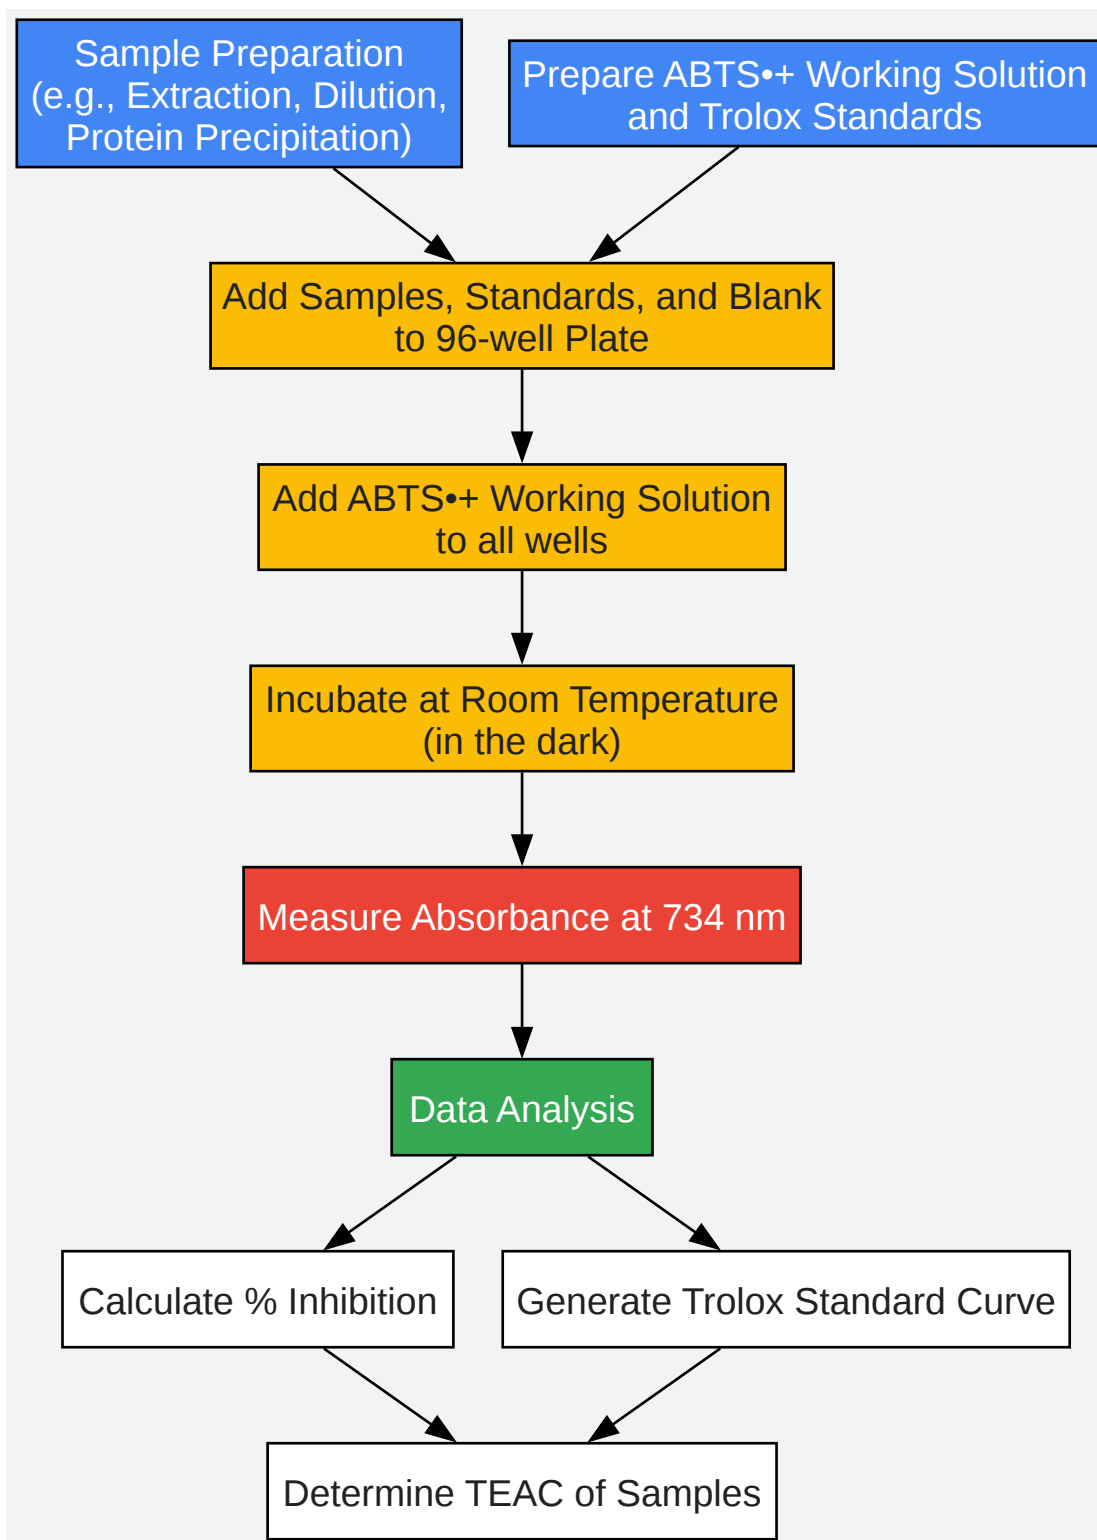 Sample Preparation
(e.g., Extraction, Dilution,
Protein Precipitation)
Prepare ABTS•+ Working Solution
and Trolox Standards
Add Samples, Standards, and Blank
to 96-well Plate
Add ABTS•+ Working Solution
to all wells
Incubate at Room Temperature
(in the dark)
Measure Absorbance at 734 nm
Data Analysis
Calculate % Inhibition
Generate Trolox Standard Curve
Determine TEAC of Samples